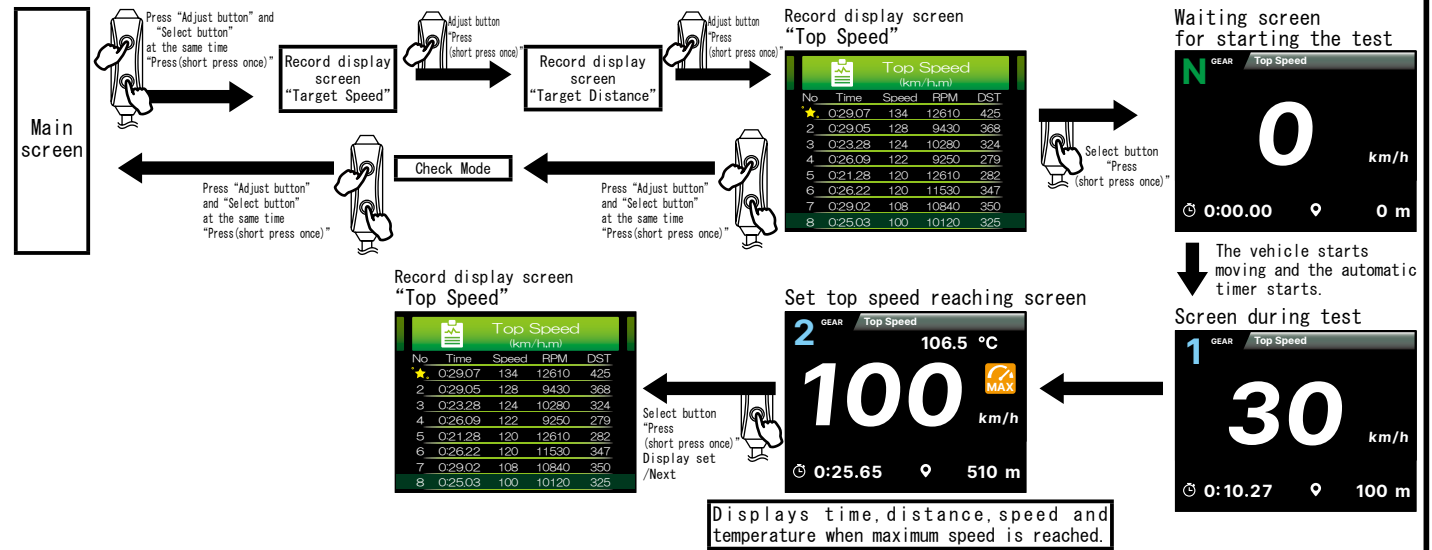 Main
screen
Press “Adjust button” and
“Select button”
at the same time
“Press(short press once)”
Record display
screen
“Target Speed”
Adjust button
“Press
(short press once)”
Record display
screen
“Target Distance”
Adjust button
“Press
(short press once)”
Record display screen
“Top Speed”
Top Speed
(km/h,m)
No Time Speed RPM DST
0:29.07 134 12610 425
2 0:29.05 128 9430 368
3 0:23.28 124 10280 324
4 0:26.09 122 9250 279
5 0:21.28 120 12610 282
6 0:26.22 120 11530 347
7 0:29.02 108 10840 350
8 0:25.03 100 10120 325
Select button
“Press
(short press once)”
Waiting screen
for starting the test
N GEAR Top Speed
0
km/h
0:00.00 0 m
Press “Adjust button”
and “Select button”
at the same time
“Press(short press once)”
Check Mode
Press “Adjust button”
and “Select button”
at the same time
“Press(short press once)”
The vehicle starts
moving and the automatic
timer starts.
Screen during test
1 GEAR Top Speed
30
km/h
0:10.27 100 m
Set top speed reaching screen
2 GEAR Top Speed
106.5 °C
100
MAX
km/h
0:25.65 510 m
Displays time,distance,speed and
temperature when maximum speed is reached.
Select button
“Press
(short press once)”
Display set
/Next
Record display screen
“Top Speed”
Top Speed
(km/h,m)
No Time Speed RPM DST
0:29.07 134 12610 425
2 0:29.05 128 9430 368
3 0:23.28 124 10280 324
4 0:26.09 122 9250 279
5 0:21.28 120 12610 282
6 0:26.22 120 11530 347
7 0:29.02 108 10840 350
8 0:25.03 100 10120 325